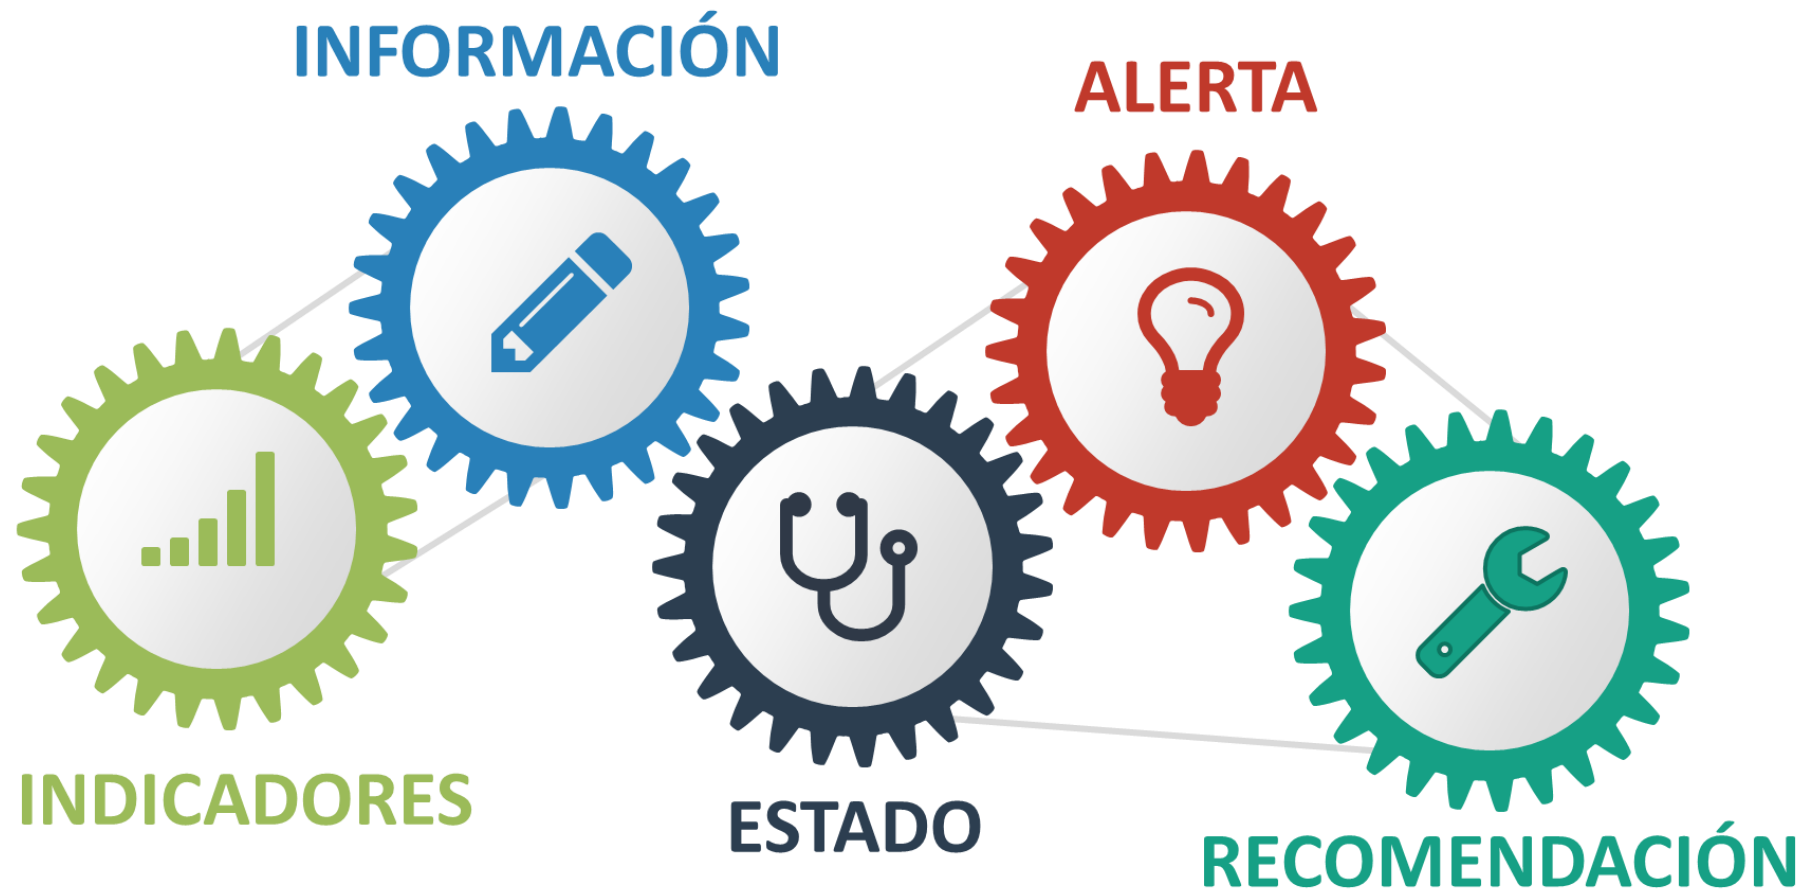 INFORMACIÓN
ALERTA
INDICADORES
ESTADO
RECOMENDACIÓN